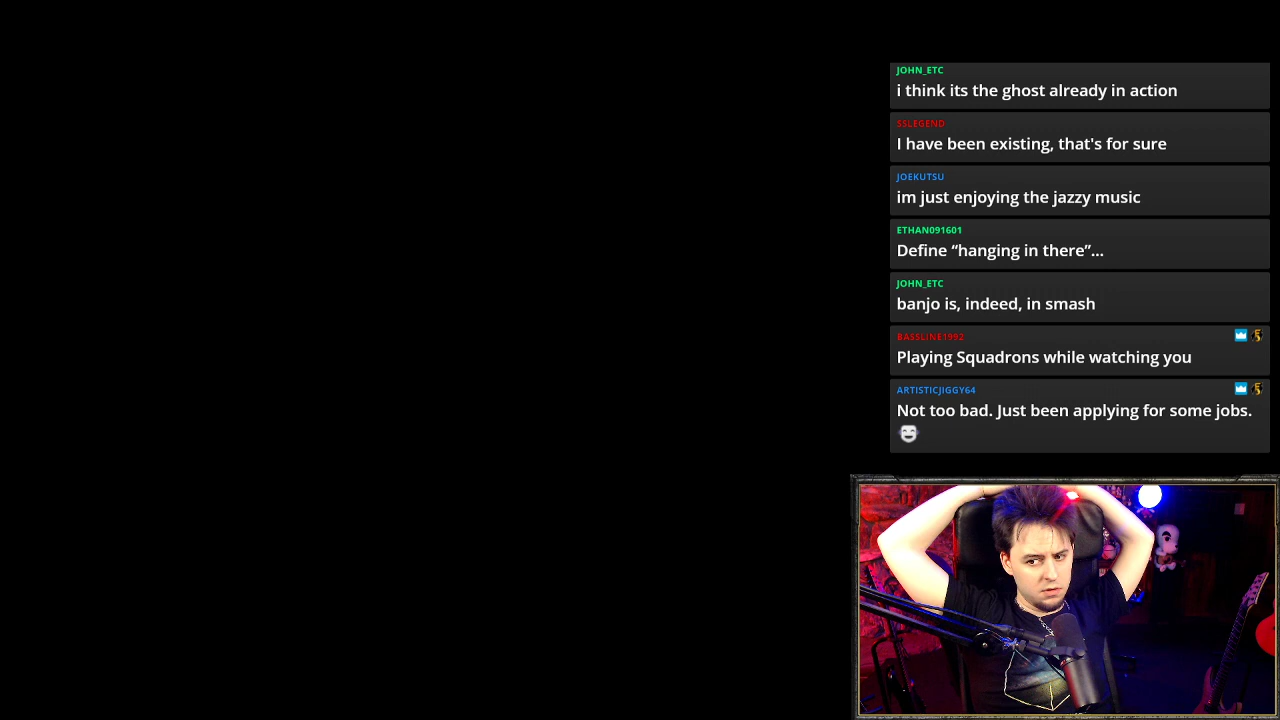 JOHN_ETC
i think its the ghost already in action
SSLEGEND
I have been existing, that's for sure
JOEKUTSU
im just enjoying the jazzy music
ETHAN091601
Define “hanging in there”...
JOHN_ETC
banjo is, indeed, in smash
BASSLINE1992
Playing Squadrons while watching you
ARTISTICJIGGY64
Not too bad. Just been applying for some jobs.